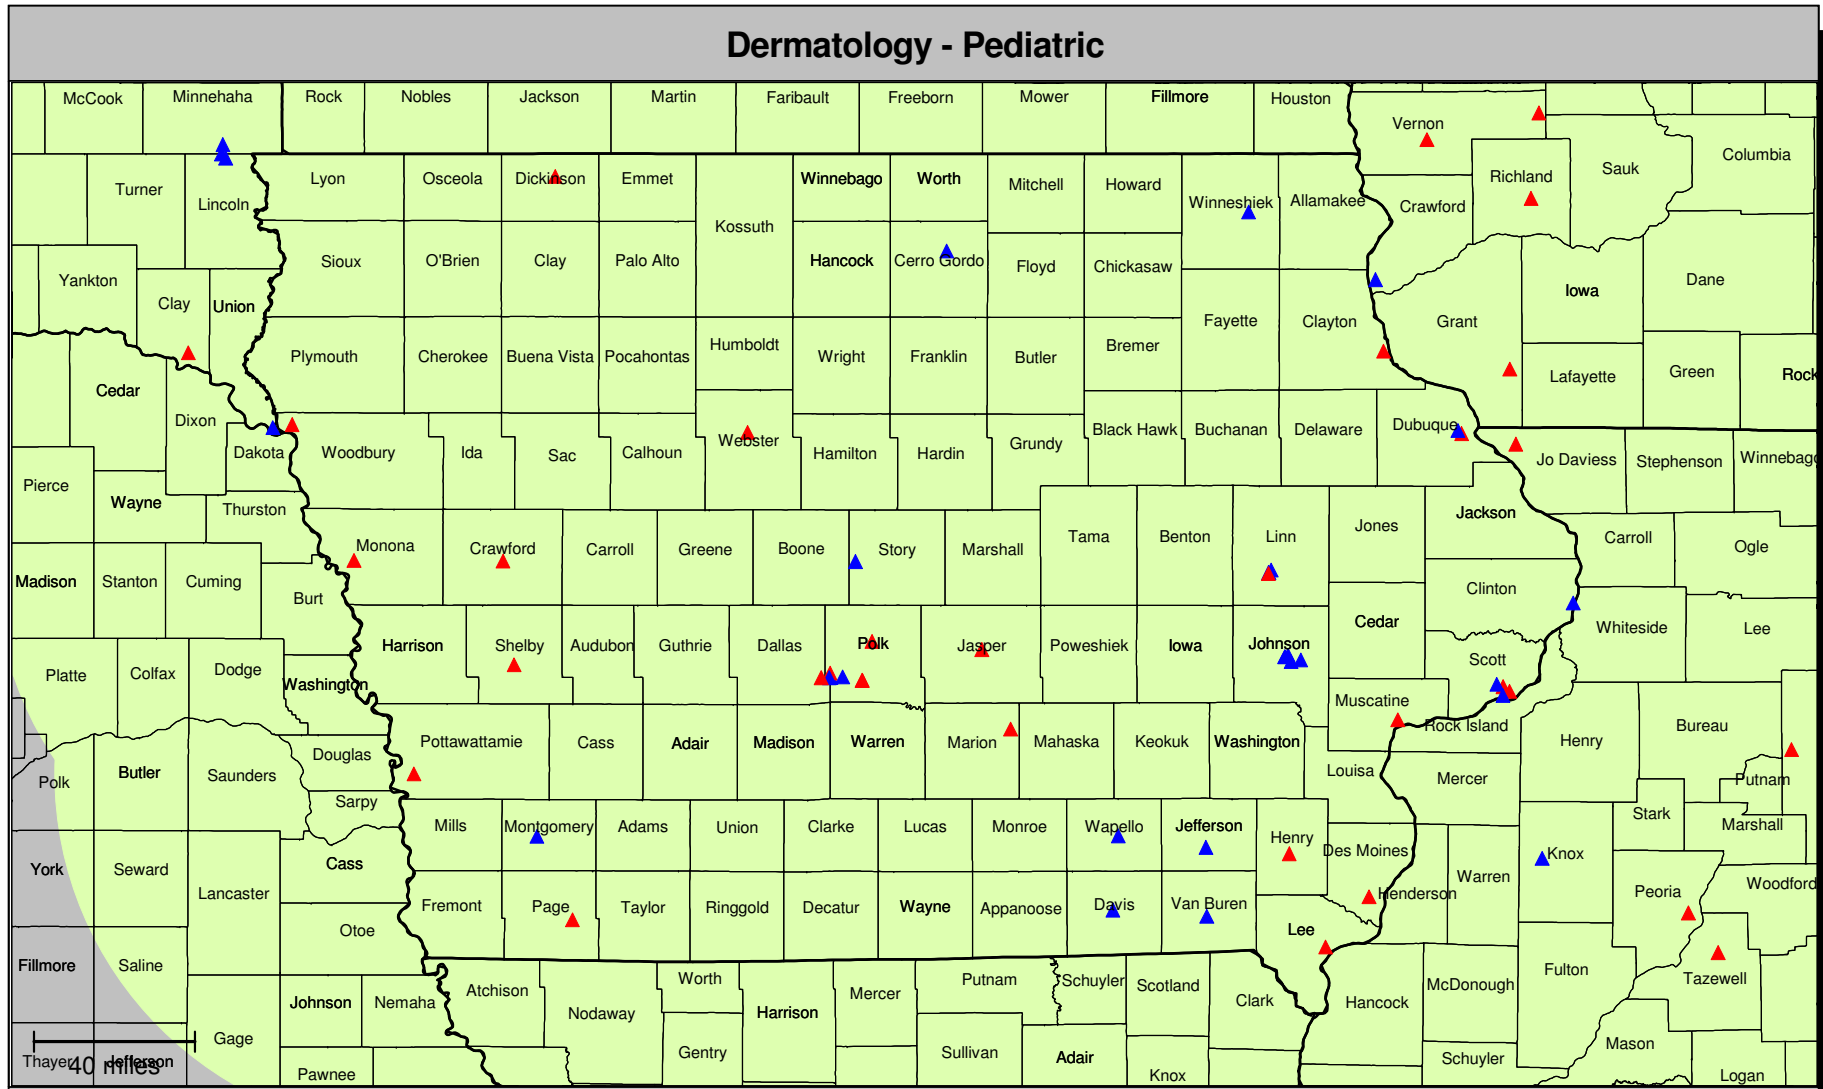 Dermatology - Pediatric
McCook Minnehaha Rock Nobles Jackson Martin Faribault Freeborn Mower Fillmore Houston
Vernon
Columbia
Sauk
Turner Lyon Osceola Dickinson Emmet Winnebago Worth Mitchell Howard Richland
Lincoln Winneshiek Allamakee Crawford
Kossuth
Sioux O'Brien Clay Palo Alto Hancock Cerro Gordo Floyd Chickasaw
Yankton Dane
Clay Union Iowa
Fayette Clayton Grant
Plymouth Cherokee Buena Vista Pocahontas Humboldt Wright Franklin Butler Bremer
Cedar Lafayette Green Rock
Dixon Dubuque
Webster Black Hawk Buchanan Delaware
Dakota Woodbury Ida Sac Calhoun Hamilton Hardin Grundy Jo Daviess Stephenson Winnebago
Pierce
Wayne Thurston Jackson
Monona Crawford Carroll Greene Boone Story Marshall Tama Benton Linn Jones Carroll Ogle
Madison Stanton Cuming
Burt Clinton
Harrison Shelby Audubon Guthrie Dallas Polk Jasper Poweshiek Iowa Johnson Cedar Whiteside Lee
Platte Colfax Dodge Scott
Washington Muscatine
Rock Island Bureau
Pottawattamie Cass Adair Madison Warren Marion Mahaska Keokuk Washington Henry
Douglas
Polk Butler Saunders Louisa Mercer Putnam
Sarpy
Mills Montgomery Adams Union Clarke Lucas Monroe Wapello Jefferson Henry Stark Marshall
Des Moines Knox
York Seward Cass
Lancaster Henderson Warren Peoria Woodford
Fremont Page Taylor Ringgold Decatur Wayne Appanoose Davis Van Buren
Otoe Lee
Fillmore Saline Fulton
Worth Putnam Schuyler Scotland McDonough Tazewell
Atchison Mercer
Johnson Nemaha Clark Hancock
Nodaway Harrison
Gage
Gentry Sullivan Adair Schuyler Mason
Thayer Jefferson
40 miles
Pawnee Knox Logan